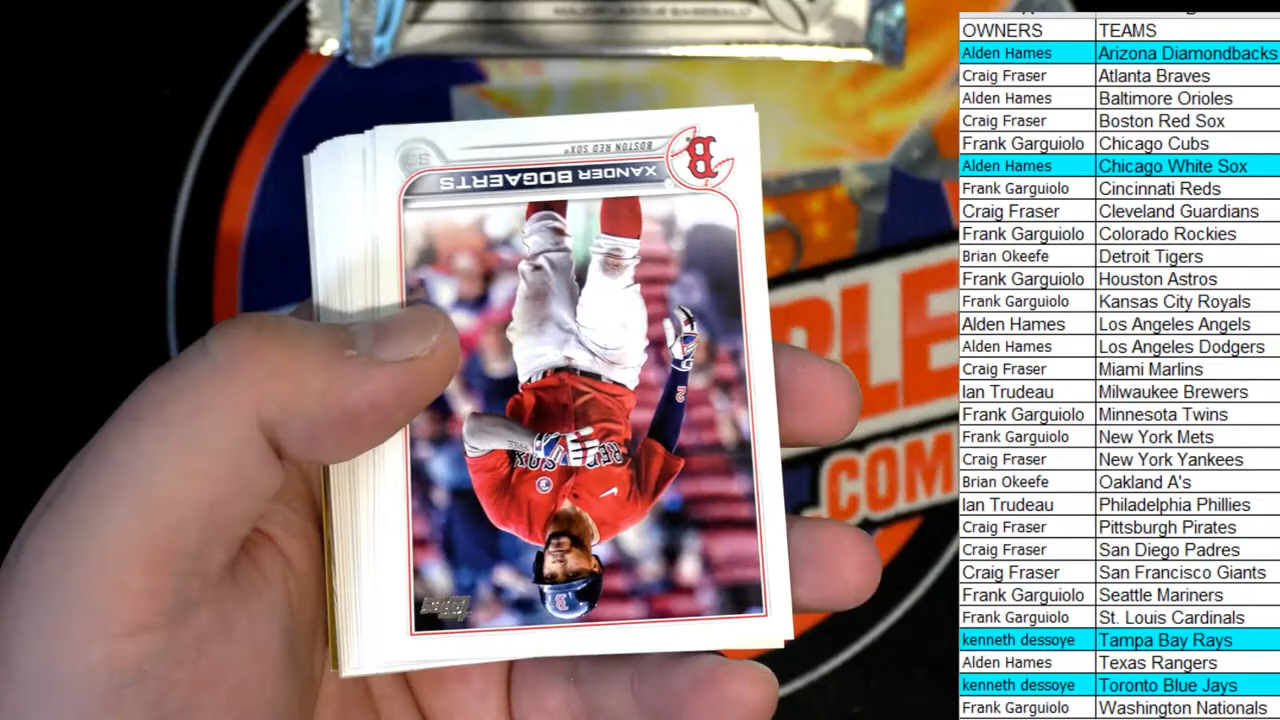 BOSTON RED SOX®
SS
XANDER BOGAERTS
B
2
RED
SOX
B
PLE
.COM
OWNERS TEAMS
Alden Hames Arizona Diamondbacks
Craig Fraser Atlanta Braves
Alden Hames Baltimore Orioles
Craig Fraser Boston Red Sox
Frank Garguiolo Chicago Cubs
Alden Hames Chicago White Sox
Frank Garguiolo Cincinnati Reds
Craig Fraser Cleveland Guardians
Frank Garguiolo Colorado Rockies
Brian Okeefe Detroit Tigers
Frank Garguiolo Houston Astros
Frank Garguiolo Kansas City Royals
Alden Hames Los Angeles Angels
Alden Hames Los Angeles Dodgers
Craig Fraser Miami Marlins
Ian Trudeau Milwaukee Brewers
Frank Garguiolo Minnesota Twins
Frank Garguiolo New York Mets
Craig Fraser New York Yankees
Brian Okeefe Oakland A's
Ian Trudeau Philadelphia Phillies
Craig Fraser Pittsburgh Pirates
Craig Fraser San Diego Padres
Craig Fraser San Francisco Giants
Frank Garguiolo Seattle Mariners
Frank Garguiolo St. Louis Cardinals
kenneth dessoye Tampa Bay Rays
Alden Hames Texas Rangers
kenneth dessoye Toronto Blue Jays
Frank Garguiolo Washington Nationals